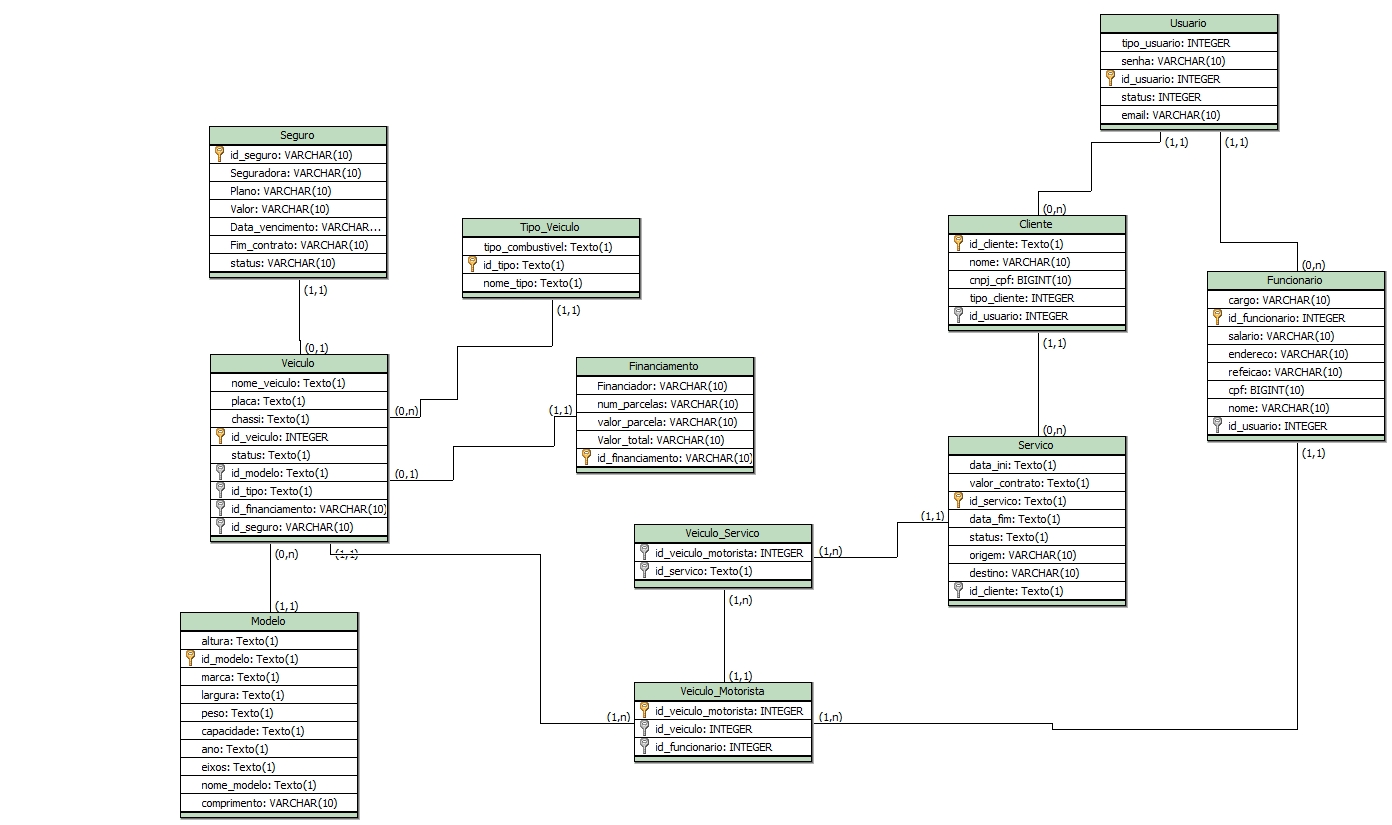 Usuario
tipo_usuario: INTEGER
senha: VARCHAR(10)
id_usuario: INTEGER
status: INTEGER
email: VARCHAR(10)
(1,1)
(1,1)
Seguro
id_seguro: VARCHAR(10)
Seguradora: VARCHAR(10)
Plano: VARCHAR(10)
Valor: VARCHAR(10)
Data_vencimento: VARCHAR...
Fim_contrato: VARCHAR(10)
status: VARCHAR(10)
(1,1)
(0,1)
Tipo_Veiculo
tipo_combustivel: Texto(1)
id_tipo: Texto(1)
nome_tipo: Texto(1)
(1,1)
(0,n)
Cliente
id_cliente: Texto(1)
nome: VARCHAR(10)
cnpj_cpf: BIGINT(10)
tipo_cliente: INTEGER
id_usuario: INTEGER
(1,1)
(0,n)
(0,n)
Funcionario
cargo: VARCHAR(10)
id_funcionario: INTEGER
salario: VARCHAR(10)
endereco: VARCHAR(10)
refeicao: VARCHAR(10)
cpf: BIGINT(10)
nome: VARCHAR(10)
id_usuario: INTEGER
(1,1)
Veiculo
nome_veiculo: Texto(1)
placa: Texto(1)
chassi: Texto(1)
id_veiculo: INTEGER
status: Texto(1)
id_modelo: Texto(1)
id_tipo: Texto(1)
id_financiamento: VARCHAR(10)
id_seguro: VARCHAR(10)
(0,n)
(0,1)
(0,n)
(1,1)
(1,1)
Financiamento
Financiador: VARCHAR(10)
num_parcelas: VARCHAR(10)
valor_parcela: VARCHAR(10)
Valor_total: VARCHAR(10)
id_financiamento: VARCHAR(10)
(1,1)
Servico
data_ini: Texto(1)
valor_contrato: Texto(1)
id_servico: Texto(1)
data_fim: Texto(1)
status: Texto(1)
origem: VARCHAR(10)
destino: VARCHAR(10)
id_cliente: Texto(1)
(1,1)
Veiculo_Servico
id_veiculo_motorista: INTEGER
id_servico: Texto(1)
(1,n)
(1,n)
(1,1)
Modelo
altura: Texto(1)
id_modelo: Texto(1)
marca: Texto(1)
largura: Texto(1)
peso: Texto(1)
capacidade: Texto(1)
ano: Texto(1)
eixos: Texto(1)
nome_modelo: Texto(1)
comprimento: VARCHAR(10)
Veiculo_Motorista
id_veiculo_motorista: INTEGER
id_veiculo: INTEGER
id_funcionario: INTEGER
(1,n)
(1,n)